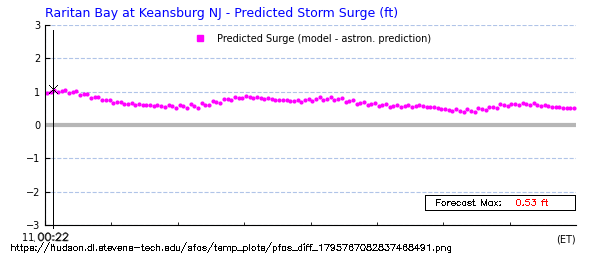 Raritan Bay at Keansburg NJ - Predicted Storm Surge (ft)
3
Predicted Surge (model - astron. prediction)
2
1
0
−1
−2
Forecast Max: 0.53 ft
−3
11 00:22
(ET)
https://hudson.dl.stevens-tech.edu/sfas/temp_plots/pfas_diff_1795767082837468491.png